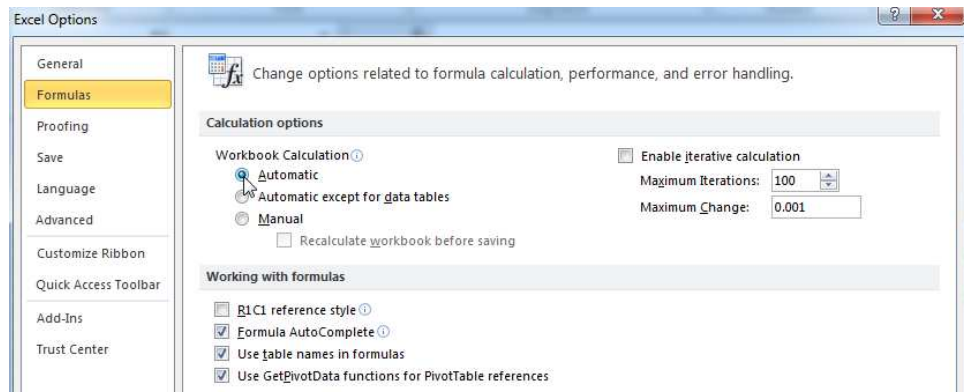 Excel Options
General
Formulas
Proofing
Save
Language
Advanced
Customize Ribbon
Quick Access Toolbar
Add-Ins
Trust Center
Change options related to formula calculation, performance, and error handling.
Calculation options
Workbook Calculation
Automatic
Automatic except for data tables
Manual
Recalculate workbook before saving
Enable iterative calculation
Maximum Iterations: 100
Maximum Change: 0.001
Working with formulas
R1C1 reference style
Formula AutoComplete
Use table names in formulas
Use GetPivotData functions for PivotTable references